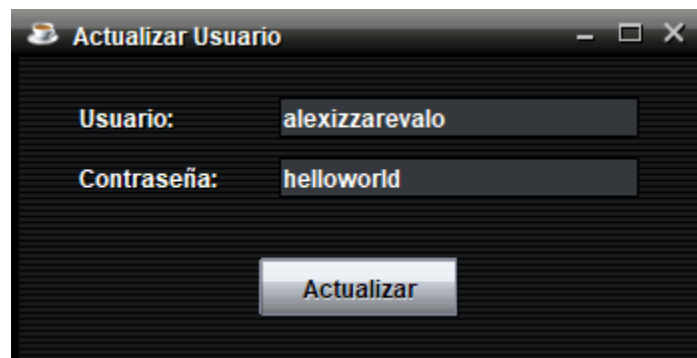 Actualizar Usuario
Usuario: alexizzarevalo
Contraseña: helloworld
Actualizar